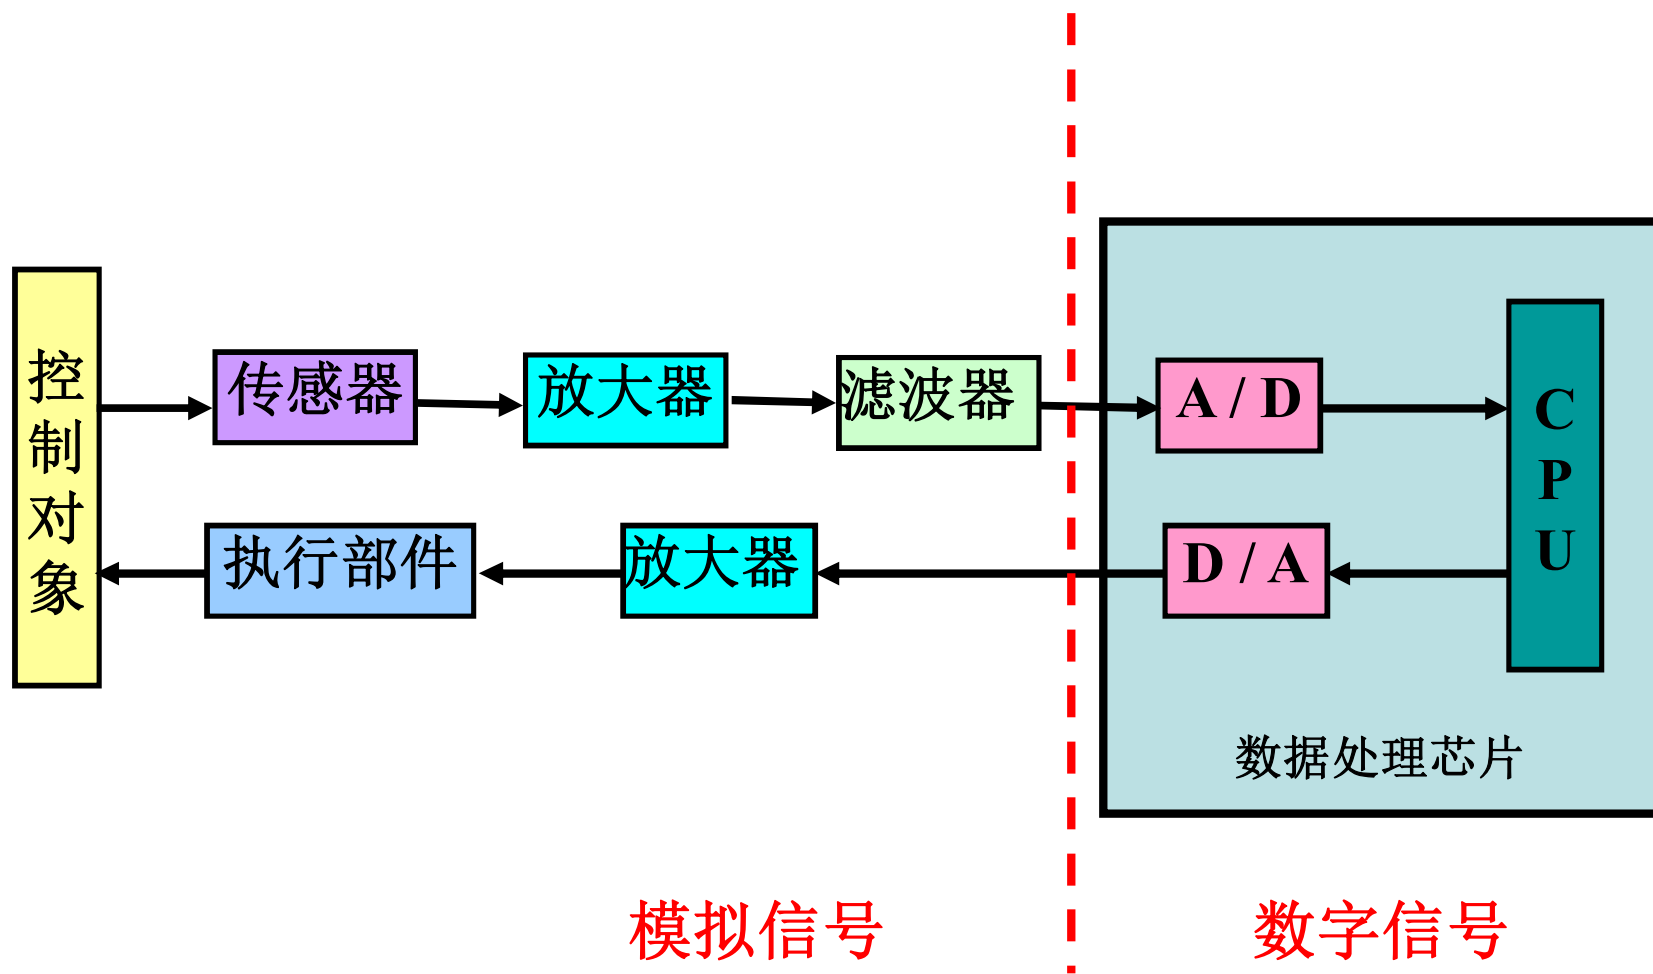 控制对象
传感器
放大器
滤波器
A / D
CPU
执行部件
放大器
D / A
数据处理芯片
模拟信号
数字信号